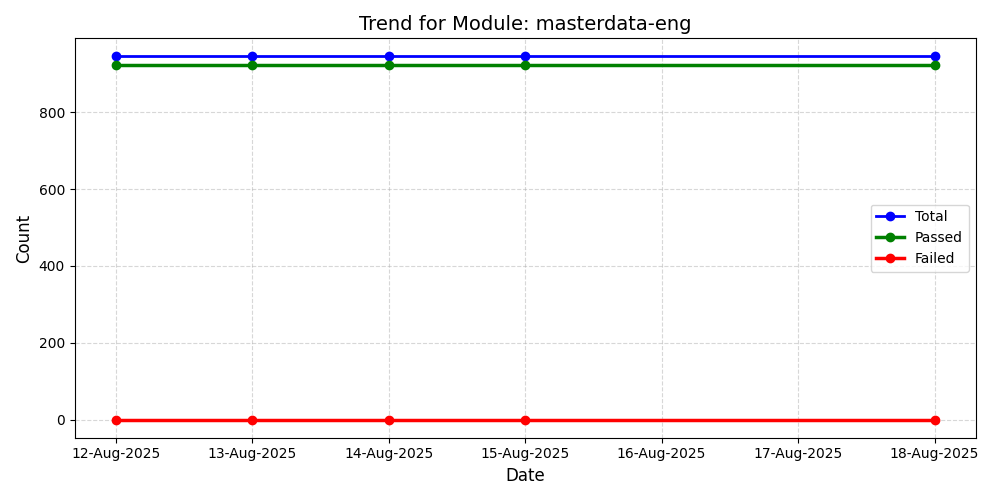 Trend for Module: masterdata-eng
Count
800
600
400
200
0
Total
Passed
Failed
12-Aug-2025 13-Aug-2025 14-Aug-2025 15-Aug-2025 16-Aug-2025 17-Aug-2025 18-Aug-2025
Date